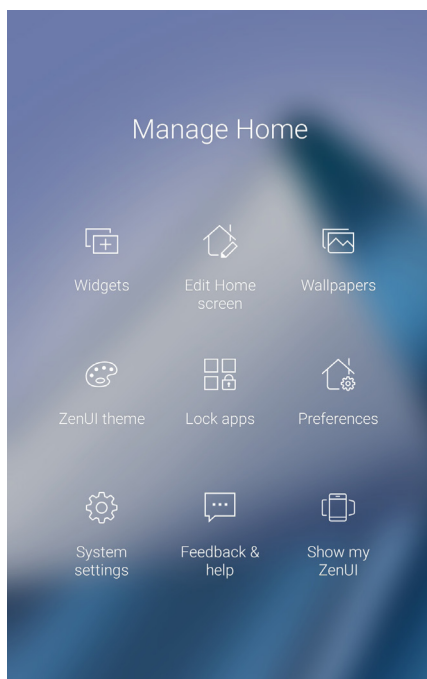 Manage Home
Widgets
Edit Home
screen
Wallpapers
ZenUI theme
Lock apps
Preferences
System
settings
Feedback &
help
Show my
ZenUI